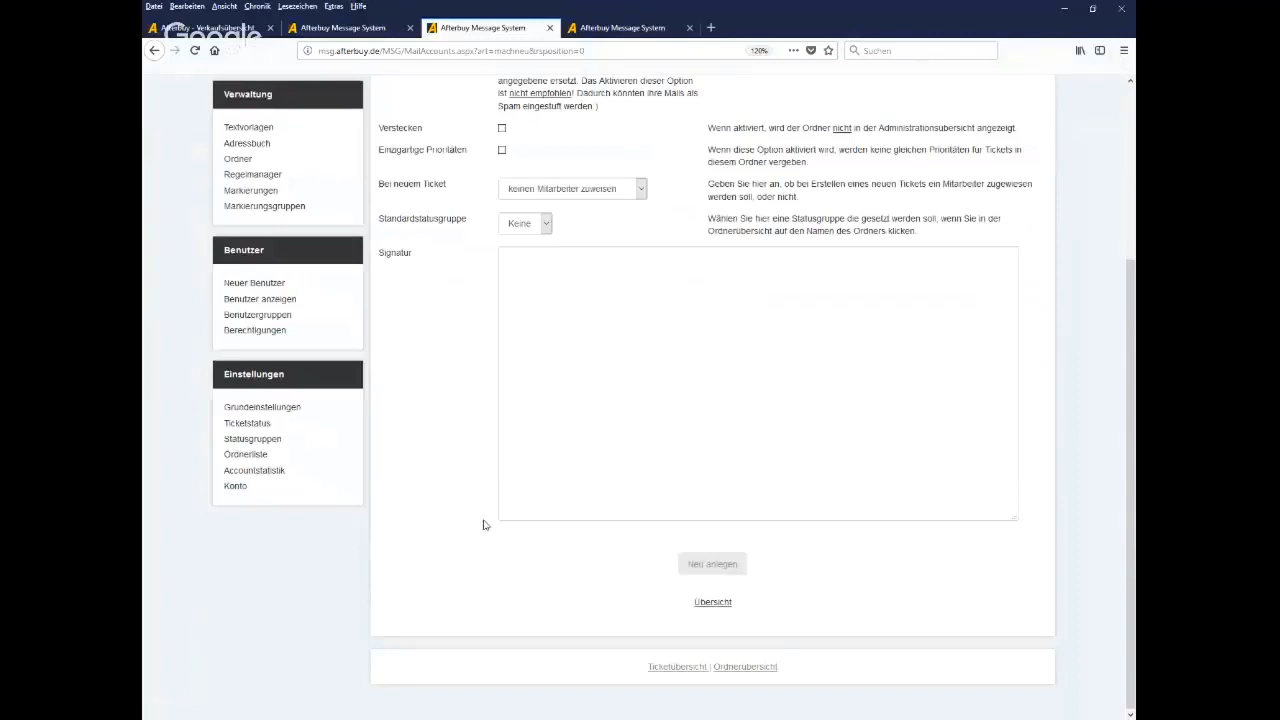 Datei Bearbeiten Ansicht Chronik Lesezeichen Extras Hilfe
Afterbuy - Verkaufsübersicht
Afterbuy Message System
Afterbuy Message System
Afterbuy Message System
Google
msg.afterbuy.de/MSG/MailAccounts.aspx?art=machneu&rsposition=0
120%
Suchen
Verwaltung
Textvorlagen
Adressbuch
Ordner
Regelmanager
Markierungen
Markierungsgruppen
Benutzer
Neuer Benutzer
Benutzer anzeigen
Benutzergruppen
Berechtigungen
Einstellungen
Grundeinstellungen
Ticketstatus
Statusgruppen
Ordnerliste
Accountstatistik
Konto
angegebene ersetzt. Das Aktivieren dieser Option
ist nicht empfohlen! Dadurch könnten Ihre Mails als
Spam eingestuft werden.)
Verstecken
Wenn aktiviert, wird der Ordner nicht in der Administrationsübersicht angezeigt.
Einzigartige Prioritäten
Wenn diese Option aktiviert wird, werden keine gleichen Prioritäten für Tickets in
diesem Ordner vergeben.
Bei neuem Ticket
keinen Mitarbeiter zuweisen
Geben Sie hier an, ob bei Erstellen eines neuen Tickets ein Mitarbeiter zugewiesen
werden soll, oder nicht.
Standardstatusgruppe
Keine
Wählen Sie hier eine Statusgruppe die gesetzt werden soll, wenn Sie in der
Ordnerübersicht auf den Namen des Ordners klicken.
Signatur
Neu anlegen
Übersicht
Ticketübersicht | Ordnerübersicht